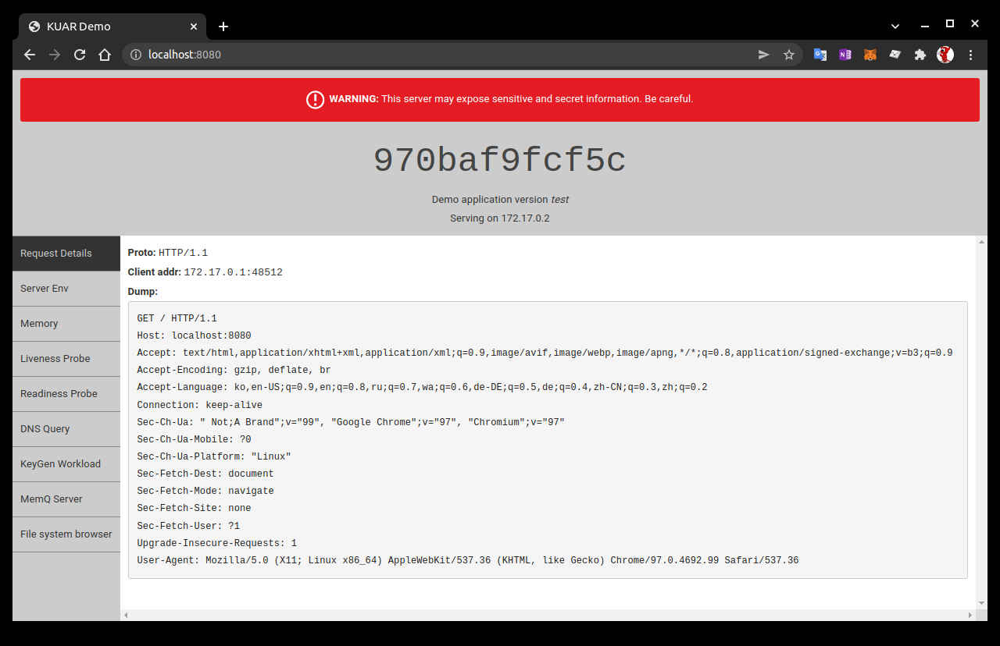 KUAR Demo
localhost:8080
WARNING: This server may expose sensitive and secret information. Be careful.
970baf9fcf5c
Demo application version test
Serving on 172.17.0.2
Request Details
Server Env
Memory
Liveness Probe
Readiness Probe
DNS Query
KeyGen Workload
MemQ Server
File system browser
Proto: HTTP/1.1
Client addr: 172.17.0.1:48512
Dump:
GET / HTTP/1.1
Host: localhost:8080
Accept: text/html,application/xhtml+xml,application/xml;q=0.9,image/avif,image/webp,image/apng,*/*;q=0.8,application/signed-exchange;v=b3;q=0.9
Accept-Encoding: gzip, deflate, br
Accept-Language: ko,en-US;q=0.9,en;q=0.8,ru;q=0.7,wa;q=0.6,de-DE;q=0.5,de;q=0.4,zh-CN;q=0.3,zh;q=0.2
Connection: keep-alive
Sec-Ch-Ua: " Not;A Brand";v="99", "Google Chrome";v="97", "Chromium";v="97"
Sec-Ch-Ua-Mobile: ?0
Sec-Ch-Ua-Platform: "Linux"
Sec-Fetch-Dest: document
Sec-Fetch-Mode: navigate
Sec-Fetch-Site: none
Sec-Fetch-User: ?1
Upgrade-Insecure-Requests: 1
User-Agent: Mozilla/5.0 (X11; Linux x86_64) AppleWebKit/537.36 (KHTML, like Gecko) Chrome/97.0.4692.99 Safari/537.36